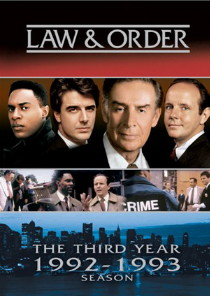 LAW & ORDER
CRIME
THE THIRD YEAR
1992-1993
SEASON